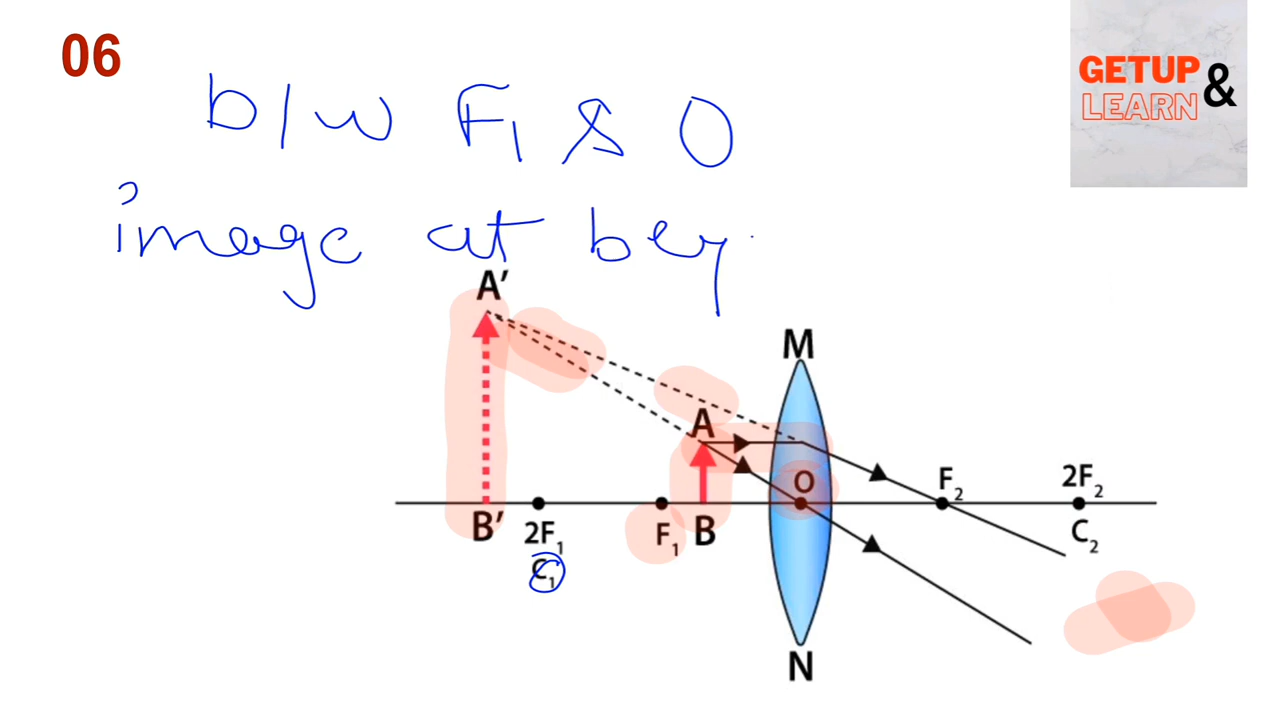 06
GETUP
LEARN &
b/w F₁ & O
image at bey
A′
M
A
O
F₂
2F₂
B′
2F₁
F₁
B
C₂
C₁
N